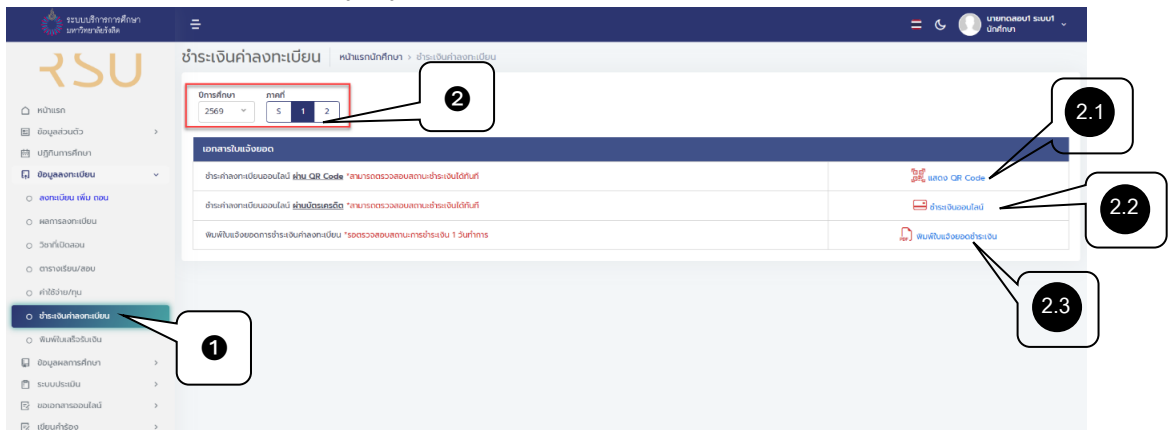 ระบบบริการการศึกษา
มหาวิทยาลัยรังสิต
นายทดสอบ1 ระบบ1
นักศึกษา
RSU
ชำระเงินค่าลงทะเบียน
หน้าแรกนักศึกษา › ชำระเงินค่าลงทะเบียน
ปีการศึกษา ภาคที่
2569 S 1 2
2
2.1
หน้าแรก
ข้อมูลส่วนตัว
ปฏิทินการศึกษา
ข้อมูลลงทะเบียน
ลงทะเบียน เพิ่ม ถอน
ผลการลงทะเบียน
วิชาที่เปิดสอน
ตารางเรียน/สอบ
ค่าใช้จ่าย/ทุน
ชำระเงินค่าลงทะเบียน
พิมพ์ใบเสร็จรับเงิน
ข้อมูลผลการศึกษา
ระบบประเมิน
ขอเอกสารออนไลน์
เขียนคำร้อง
1
เอกสารใบแจ้งยอด
ชำระค่าลงทะเบียนออนไลน์ ผ่าน QR Code *สามารถตรวจสอบสถานะชำระเงินได้ทันที
แสดง QR Code
ชำระค่าลงทะเบียนออนไลน์ ผ่านบัตรเครดิต *สามารถตรวจสอบสถานะชำระเงินได้ทันที
ชำระเงินออนไลน์
2.2
พิมพ์ใบแจ้งยอดการชำระเงินค่าลงทะเบียน *รอตรวจสอบสถานะการชำระเงิน 1 วันทำการ
PDF พิมพ์ใบแจ้งยอดชำระเงิน
2.3